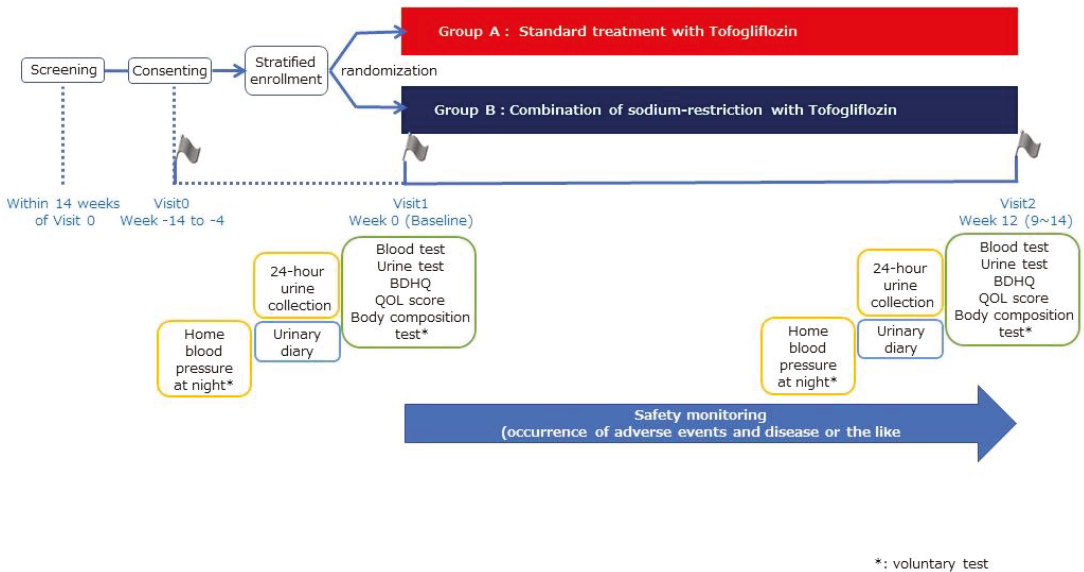 Group A : Standard treatment with Tofogliflozin
Screening
Consenting
Stratified
enrollment
randomization
Group B : Combination of sodium-restriction with Tofogliflozin
Within 14 weeks
of Visit 0
Visit0
Week -14 to -4
Visit1
Week 0 (Baseline)
Visit2
Week 12 (9~14)
24-hour
urine
collection
Blood test
Urine test
BDHQ
QOL score
Body composition
test*
Home
blood
pressure
at night*
Urinary
diary
24-hour
urine
collection
Blood test
Urine test
BDHQ
QOL score
Body composition
test*
Home
blood
pressure
at night*
Urinary
diary
Safety monitoring
(occurrence of adverse events and disease or the like
*: voluntary test